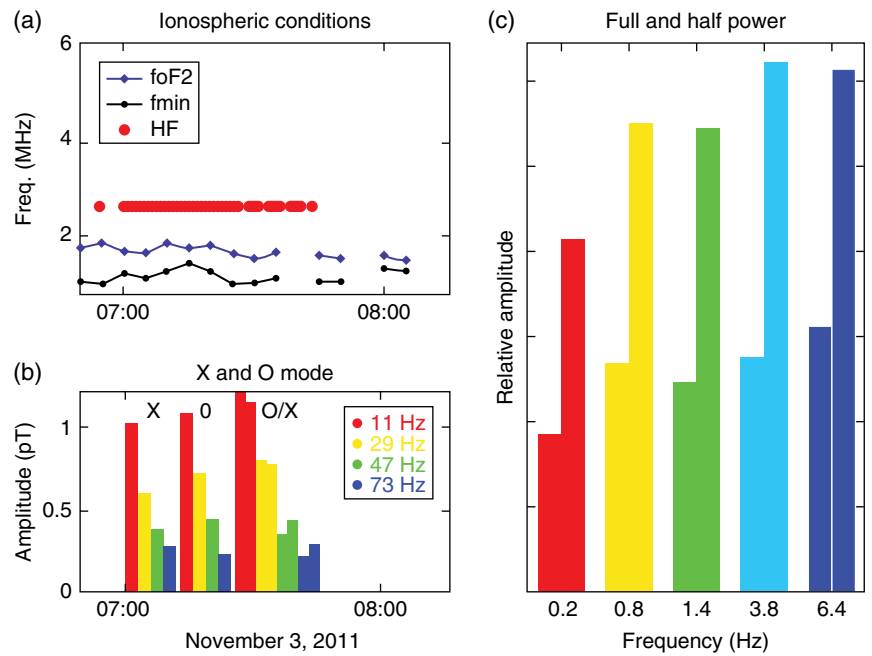 (a) Ionospheric conditions
6
4
2
Freq. (MHz)
foF2
fmin
HF
07:00 08:00
(b) X and O mode
1
0.5
0
Amplitude (pT)
X 0 O/X
11 Hz
29 Hz
47 Hz
73 Hz
07:00 08:00
November 3, 2011
(c) Full and half power
Relative amplitude
0.2 0.8 1.4 3.8 6.4
Frequency (Hz)